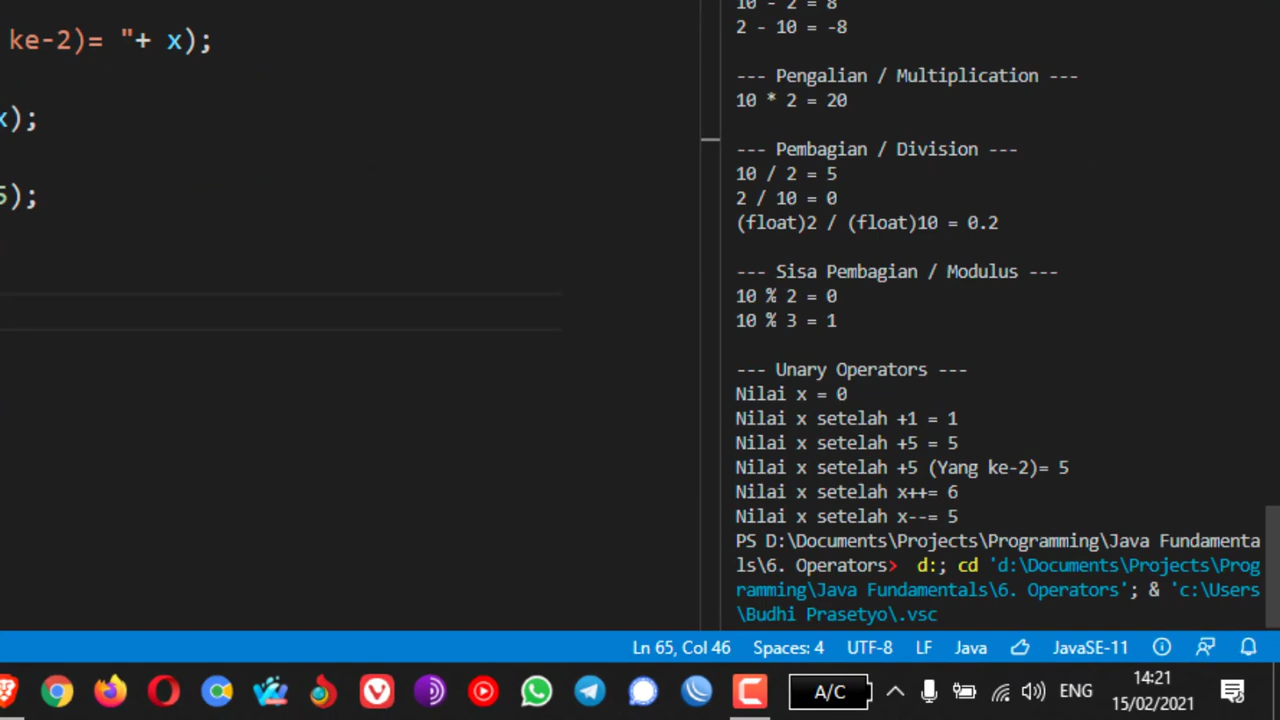 ke-2)= "+ x);
x);
5);
10 - 2 = 8
2 - 10 = -8
--- Pengalian / Multiplication ---
10 * 2 = 20
--- Pembagian / Division ---
10 / 2 = 5
2 / 10 = 0
(float)2 / (float)10 = 0.2
--- Sisa Pembagian / Modulus ---
10 % 2 = 0
10 % 3 = 1
--- Unary Operators ---
Nilai x = 0
Nilai x setelah +1 = 1
Nilai x setelah +5 = 5
Nilai x setelah +5 (Yang ke-2)= 5
Nilai x setelah x++= 6
Nilai x setelah x--= 5
PS D:\Documents\Projects\Programming\Java Fundamenta
ls\6. Operators>  d:; cd 'd:\Documents\Projects\Prog
ramming\Java Fundamentals\6. Operators'; & 'c:\Users
\Budhi Prasetyo\.vsc
Ln 65, Col 46 Spaces: 4 UTF-8 LF Java JavaSE-11
A/C ENG 14:21
15/02/2021